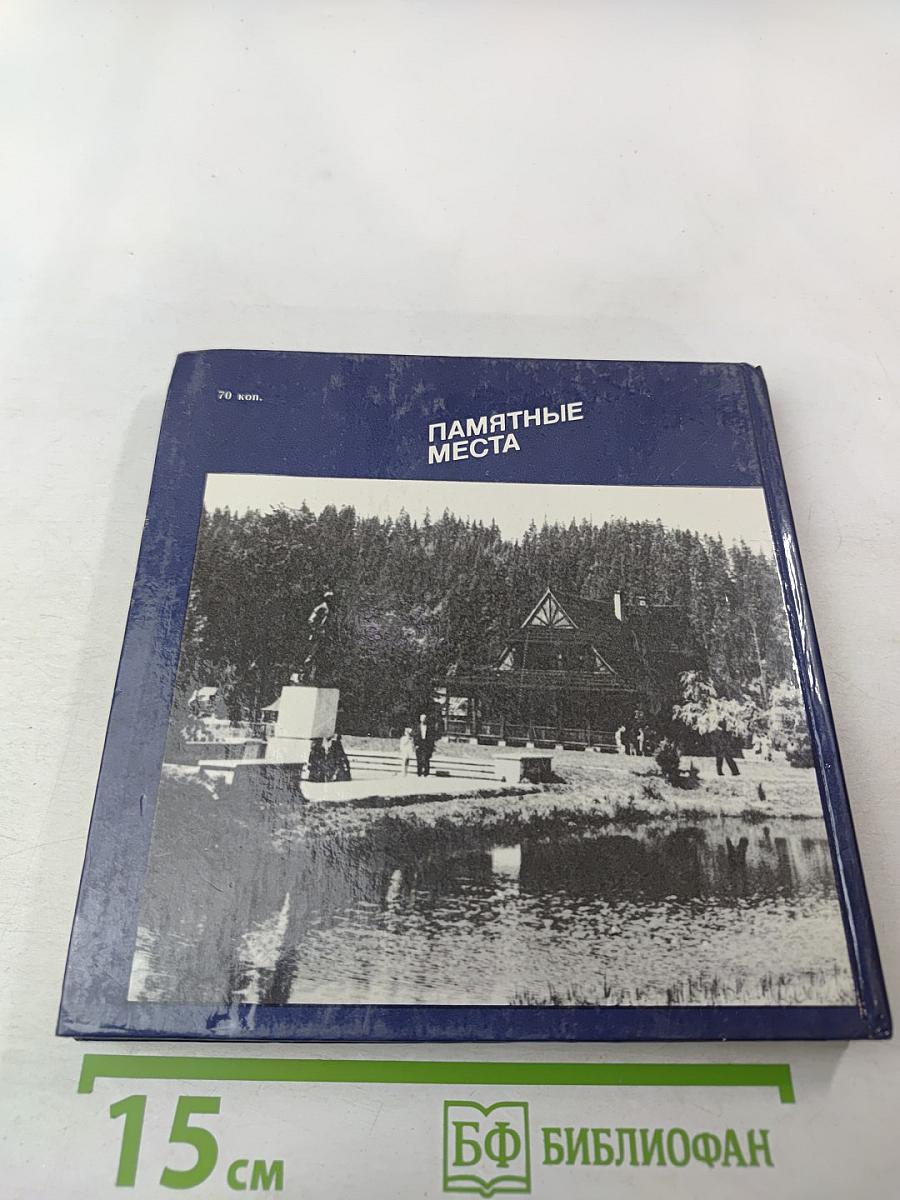 70 коп.
ПАМЯТНЫЕ
МЕСТА
15 см
БФ БИБЛИОФАН